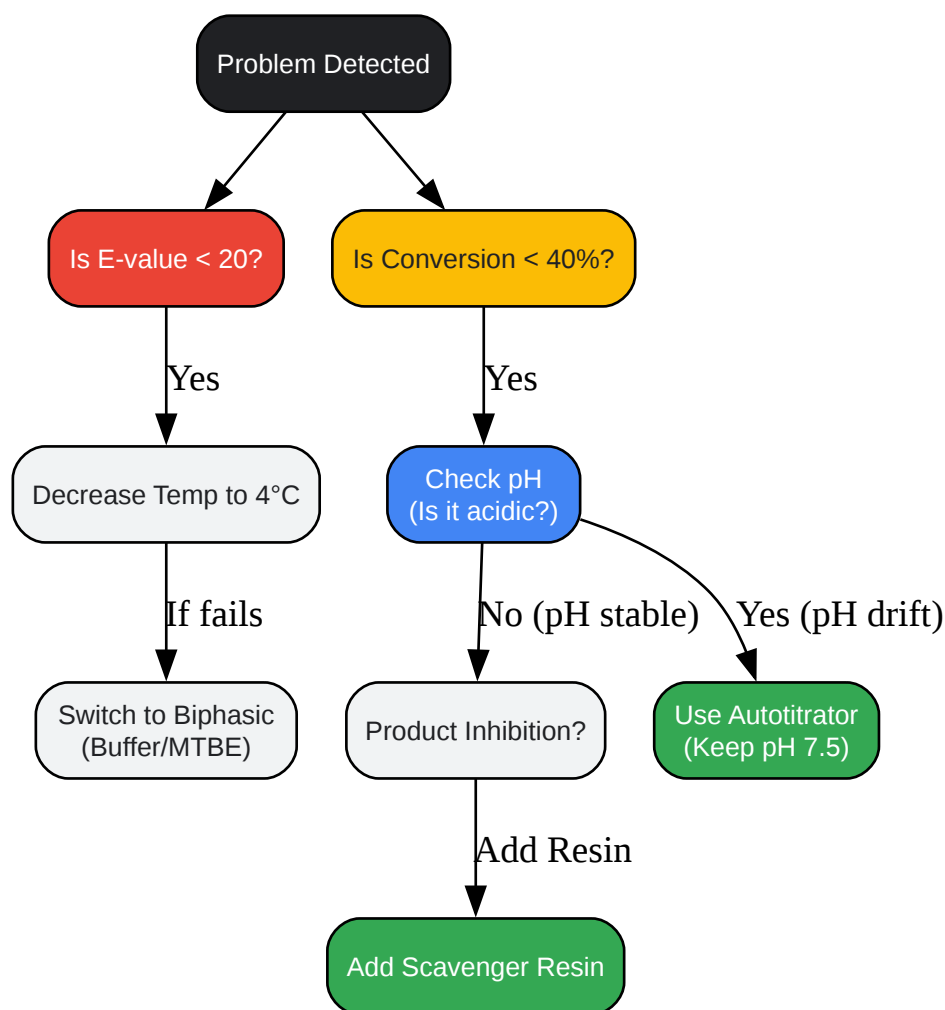 Problem Detected
Is E-value < 20?
Is Conversion < 40%?
Yes
Yes
Decrease Temp to 4°C
Check pH
(Is it acidic?)
If fails
No (pH stable)
Yes (pH drift)
Switch to Biphasic
(Buffer/MTBE)
Product Inhibition?
Use Autotitrator
(Keep pH 7.5)
Add Resin
Add Scavenger Resin